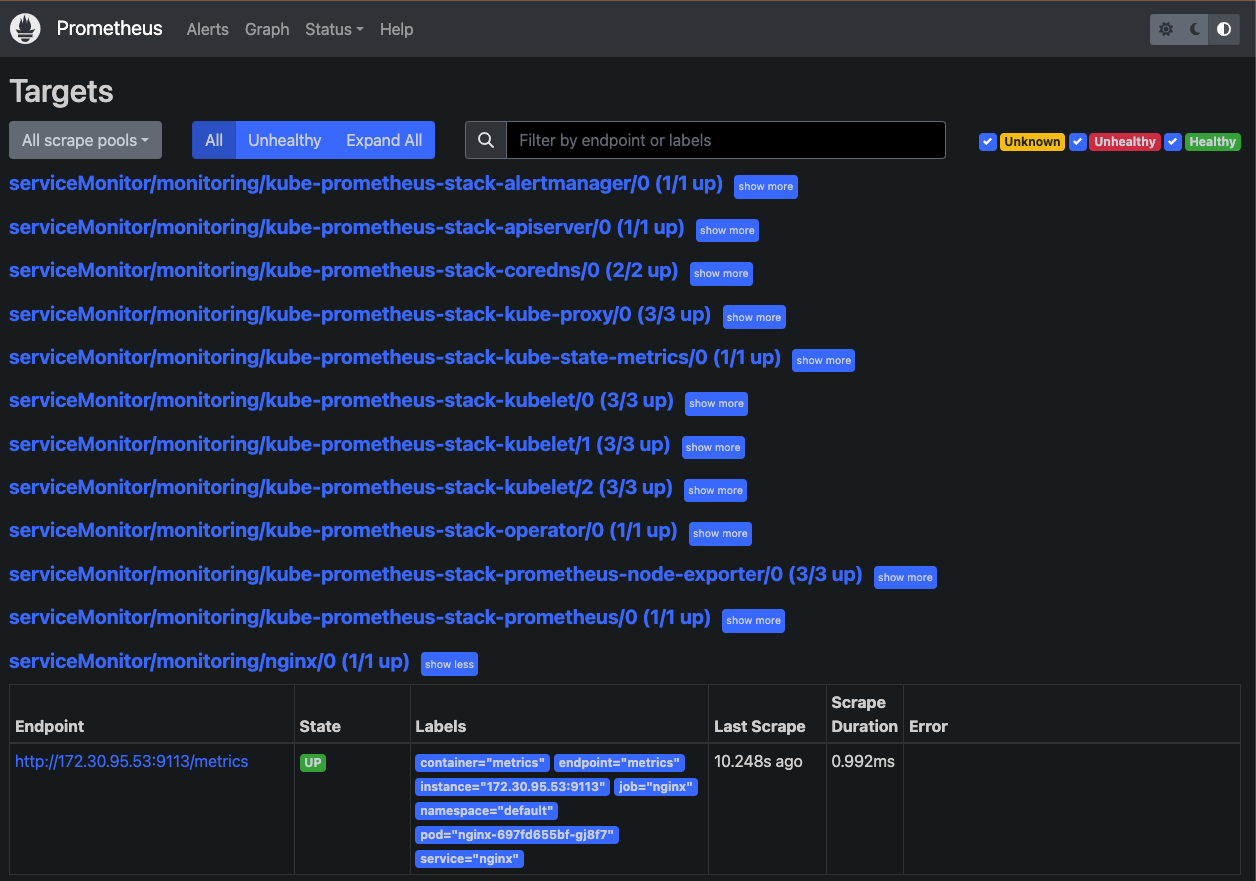 Prometheus Alerts Graph Status Help
Targets
All scrape pools All Unhealthy Expand All Filter by endpoint or labels Unknown Unhealthy Healthy
serviceMonitor/monitoring/kube-prometheus-stack-alertmanager/0 (1/1 up) show more
serviceMonitor/monitoring/kube-prometheus-stack-apiserver/0 (1/1 up) show more
serviceMonitor/monitoring/kube-prometheus-stack-coredns/0 (2/2 up) show more
serviceMonitor/monitoring/kube-prometheus-stack-kube-proxy/0 (3/3 up) show more
serviceMonitor/monitoring/kube-prometheus-stack-kube-state-metrics/0 (1/1 up) show more
serviceMonitor/monitoring/kube-prometheus-stack-kubelet/0 (3/3 up) show more
serviceMonitor/monitoring/kube-prometheus-stack-kubelet/1 (3/3 up) show more
serviceMonitor/monitoring/kube-prometheus-stack-kubelet/2 (3/3 up) show more
serviceMonitor/monitoring/kube-prometheus-stack-operator/0 (1/1 up) show more
serviceMonitor/monitoring/kube-prometheus-stack-prometheus-node-exporter/0 (3/3 up) show more
serviceMonitor/monitoring/kube-prometheus-stack-prometheus/0 (1/1 up) show more
serviceMonitor/monitoring/nginx/0 (1/1 up) show less
Scrape
Endpoint State Labels Last Scrape Duration Error
http://172.30.95.53:9113/metrics UP container="metrics" endpoint="metrics" 10.248s ago 0.992ms
instance="172.30.95.53:9113" job="nginx"
namespace="default"
pod="nginx-697fd655bf-gj8f7"
service="nginx"